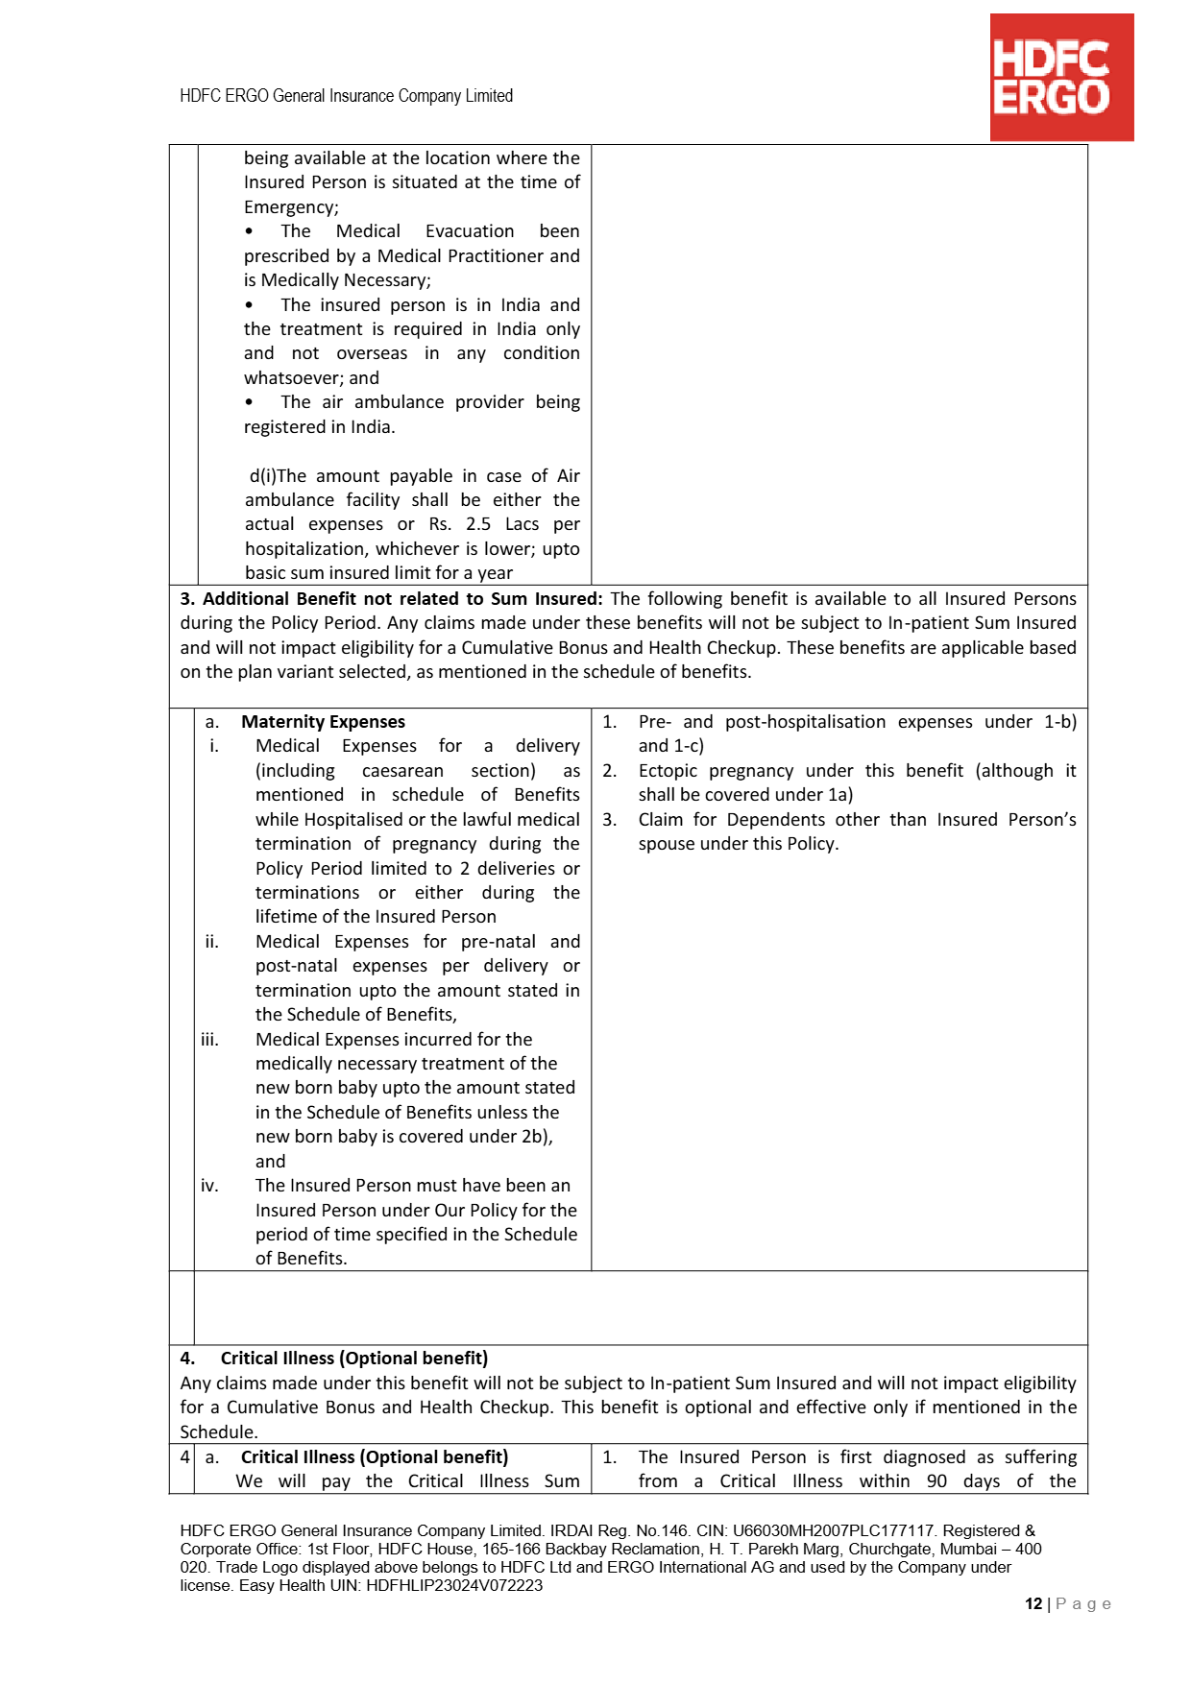 HDFC
ERGO
HDFC ERGO General Insurance Company Limited
being available at the location where the
Insured Person is situated at the time of
Emergency;
• The Medical Evacuation been
prescribed by a Medical Practitioner and
is Medically Necessary;
• The insured person is in India and
the treatment is required in India only
and not overseas in any condition
whatsoever; and
• The air ambulance provider being
registered in India.
d(i)The amount payable in case of Air
ambulance facility shall be either the
actual expenses or Rs. 2.5 Lacs per
hospitalization, whichever is lower; upto
basic sum insured limit for a year
3. Additional Benefit not related to Sum Insured: The following benefit is available to all Insured Persons
during the Policy Period. Any claims made under these benefits will not be subject to In-patient Sum Insured
and will not impact eligibility for a Cumulative Bonus and Health Checkup. These benefits are applicable based
on the plan variant selected, as mentioned in the schedule of benefits.
a. Maternity Expenses
i. Medical Expenses for a delivery
(including caesarean section) as
mentioned in schedule of Benefits
while Hospitalised or the lawful medical
termination of pregnancy during the
Policy Period limited to 2 deliveries or
terminations or either during the
lifetime of the Insured Person
ii. Medical Expenses for pre-natal and
post-natal expenses per delivery or
termination upto the amount stated in
the Schedule of Benefits,
iii. Medical Expenses incurred for the
medically necessary treatment of the
new born baby upto the amount stated
in the Schedule of Benefits unless the
new born baby is covered under 2b),
and
iv. The Insured Person must have been an
Insured Person under Our Policy for the
period of time specified in the Schedule
of Benefits.
1. Pre- and post-hospitalisation expenses under 1-b)
and 1-c)
2. Ectopic pregnancy under this benefit (although it
shall be covered under 1a)
3. Claim for Dependents other than Insured Person’s
spouse under this Policy.
4. Critical Illness (Optional benefit)
Any claims made under this benefit will not be subject to In-patient Sum Insured and will not impact eligibility
for a Cumulative Bonus and Health Checkup. This benefit is optional and effective only if mentioned in the
Schedule.
4 a. Critical Illness (Optional benefit)
We will pay the Critical Illness Sum
1. The Insured Person is first diagnosed as suffering
from a Critical Illness within 90 days of the
HDFC ERGO General Insurance Company Limited. IRDAI Reg. No.146. CIN: U66030MH2007PLC177117. Registered &
Corporate Office: 1st Floor, HDFC House, 165-166 Backbay Reclamation, H. T. Parekh Marg, Churchgate, Mumbai – 400
020. Trade Logo displayed above belongs to HDFC Ltd and ERGO International AG and used by the Company under
license. Easy Health UIN: HDFHLIP23024V072223
12 | Page